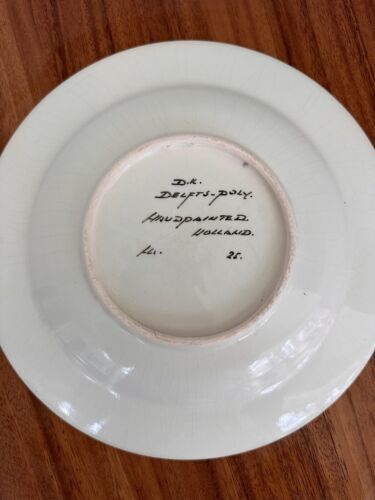 D.K.
DELFTS-POLY.
HANDPAINTED.
HOLLAND.
25.